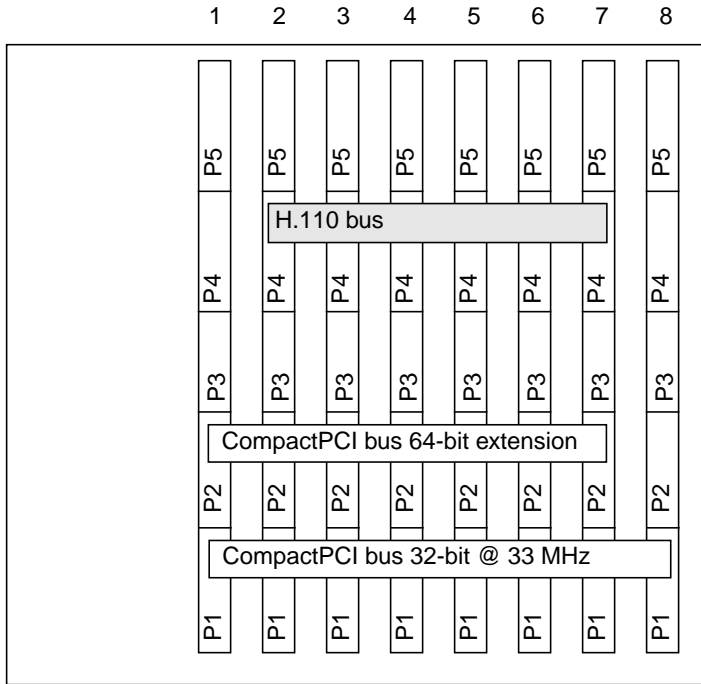 1 2 3 4 5 6 7 8
P5 P5 P5 P5 P5 P5 P5 P5
H.110 bus
P4 P4 P4 P4 P4 P4 P4 P4
P3 P3 P3 P3 P3 P3 P3 P3
CompactPCI bus 64-bit extension
P2 P2 P2 P2 P2 P2 P2 P2
CompactPCI bus 32-bit @ 33 MHz
P1 P1 P1 P1 P1 P1 P1 P1